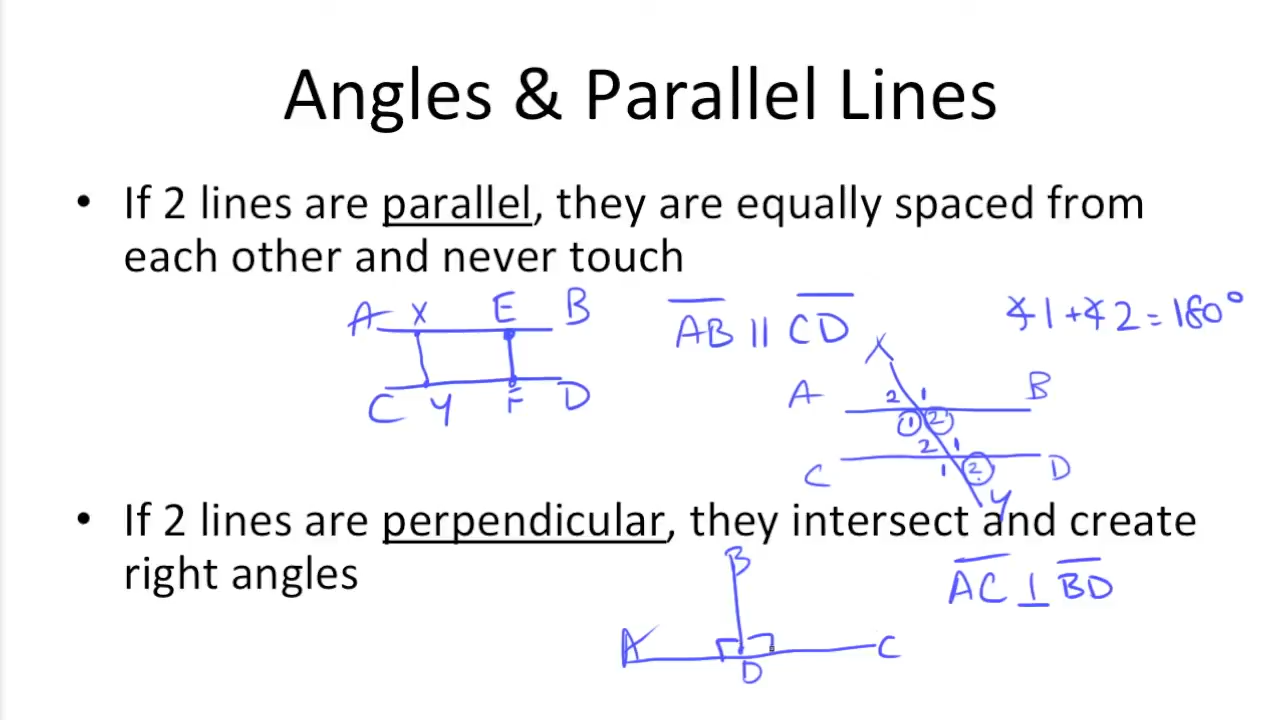 Angles & Parallel Lines
• If 2 lines are parallel, they are equally spaced from
each other and never touch
A X E B
C Y F D
AB || CD
∢1 + ∢2 =180°
X
A B
2 1
1 2
2 1
C D
1 2
Y
• If 2 lines are perpendicular, they intersect and create
right angles
B
A C
D
AC ⊥ BD